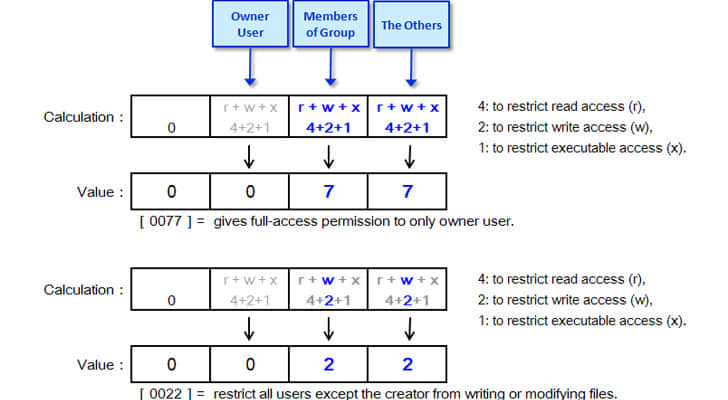 Owner User
Members of Group
The Others
Calculation :
0
r + w + x
4+2+1
r + w + x
4+2+1
r + w + x
4+2+1
4: to restrict read access (r),
2: to restrict write access (w),
1: to restrict executable access (x).
Value :
0
0
7
7
[ 0077 ] = gives full-access permission to only owner user.
Calculation :
0
r + w + x
4+2+1
r + w + x
4+2+1
r + w + x
4+2+1
4: to restrict read access (r),
2: to restrict write access (w),
1: to restrict executable access (x).
Value :
0
0
2
2
[ 0022 ] = restrict all users except the creator from writing or modifying files.